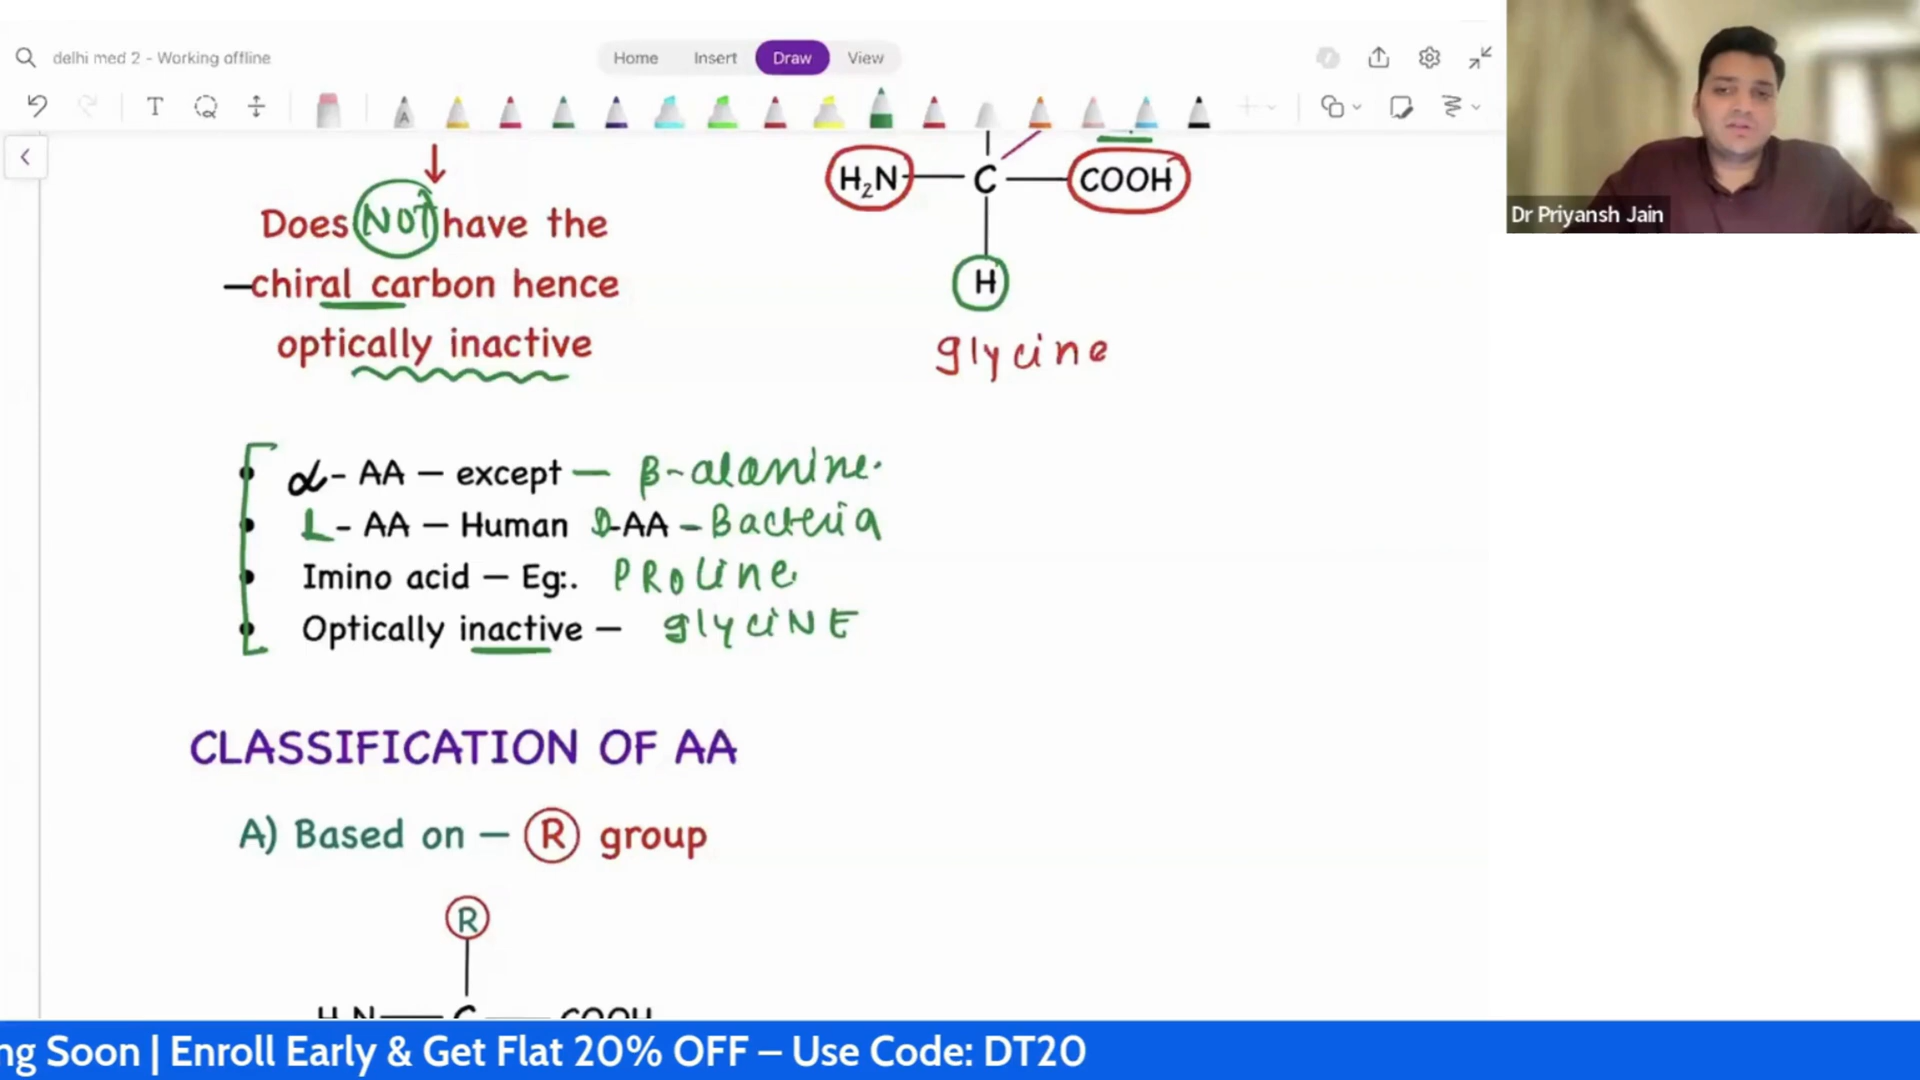 delhi med 2 - Working offline
Home Insert Draw View
T
A
H₂N C COOH
H
glycine
Does NOT have the
chiral carbon hence
optically inactive
Dr Priyansh Jain
α - AA — except — β-alanine.
L - AA — Human D-AA - Bacteria
Imino acid — Eg:. PROLINE
Optically inactive — glyciNE
CLASSIFICATION OF AA
A) Based on — R group
R
H N C COOH
ng Soon | Enroll Early & Get Flat 20% OFF – Use Code: DT20